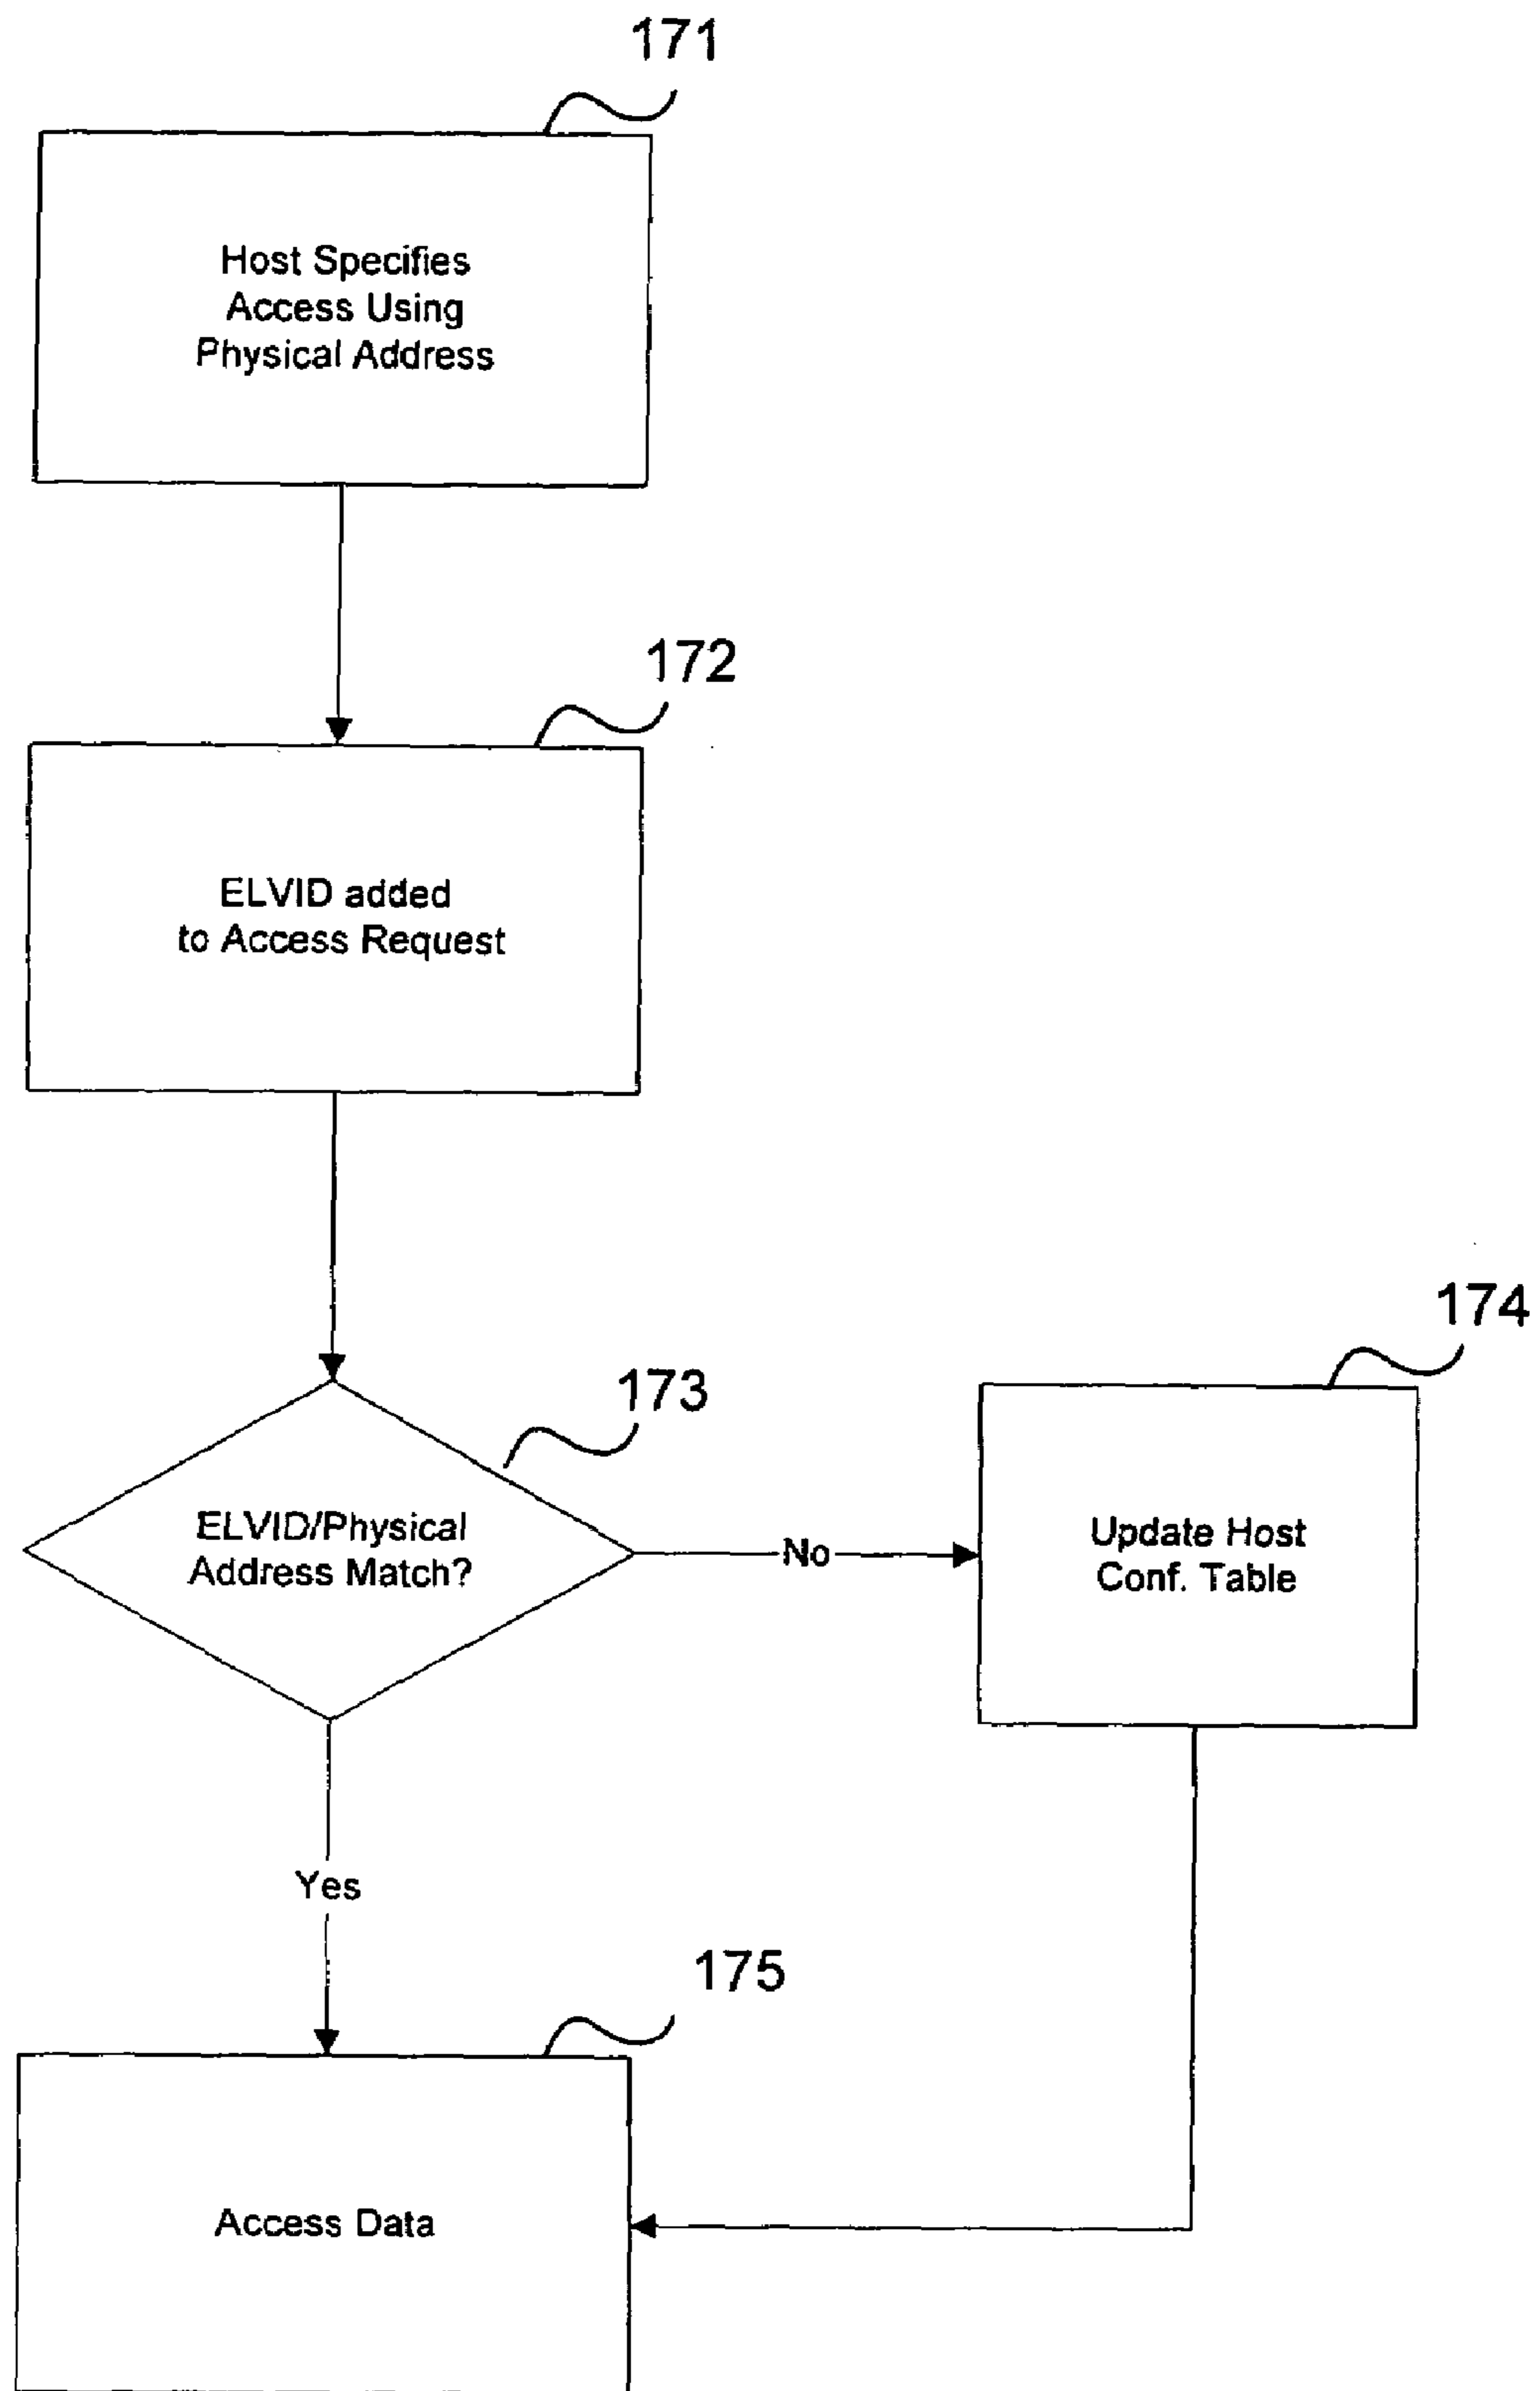 171
Host Specifies
Access Using
Physical Address
172
ELVID added
to Access Request
173
ELVID/Physical
Address Match?
No
174
Update Host
Conf. Table
Yes
175
Access Data